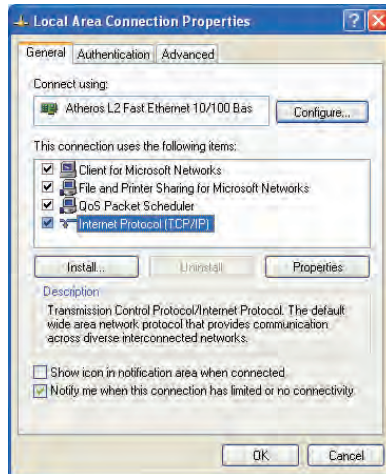 Local Area Connection Properties
General Authentication Advanced
Connect using:
Atheros L2 Fast Ethernet 10/100 Bas
Configure...
This connection uses the following items:
Client for Microsoft Networks
File and Printer Sharing for Microsoft Networks
QoS Packet Scheduler
Internet Protocol (TCP/IP)
Install... Uninstall Properties
Description
Transmission Control Protocol/Internet Protocol. The default
wide area network protocol that provides communication
across diverse interconnected networks.
Show icon in notification area when connected
Notify me when this connection has limited or no connectivity
OK Cancel